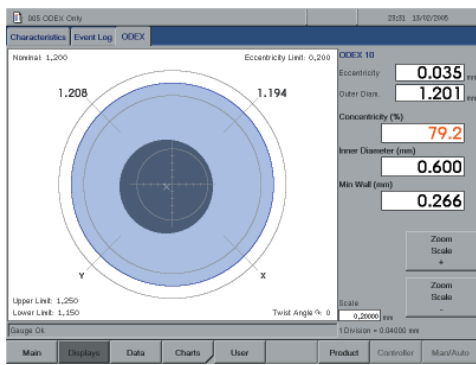 005 ODEX Only
23:31 13/02/2005
Characteristics Event Log ODEX
Nominal: 1,200
Eccentricity Limit: 0,200
1.208
1.194
Y
X
Upper Limit: 1,250
Lower Limit: 1,150
Twist Angle : 0
ODEX 10
Eccentricity 0.035 mm
Outer Diam. 1.201 mm
Concentricity (%)
79.2
Inner Diameter (mm)
0.600
Min Wall (mm)
0.266
Zoom
Scale
+
Zoom
Scale
-
Scale
0,20000 mm
Gauge Ok
1 Division = 0.04000 mm
Main Displays Data Charts User Product Controller Man/Auto